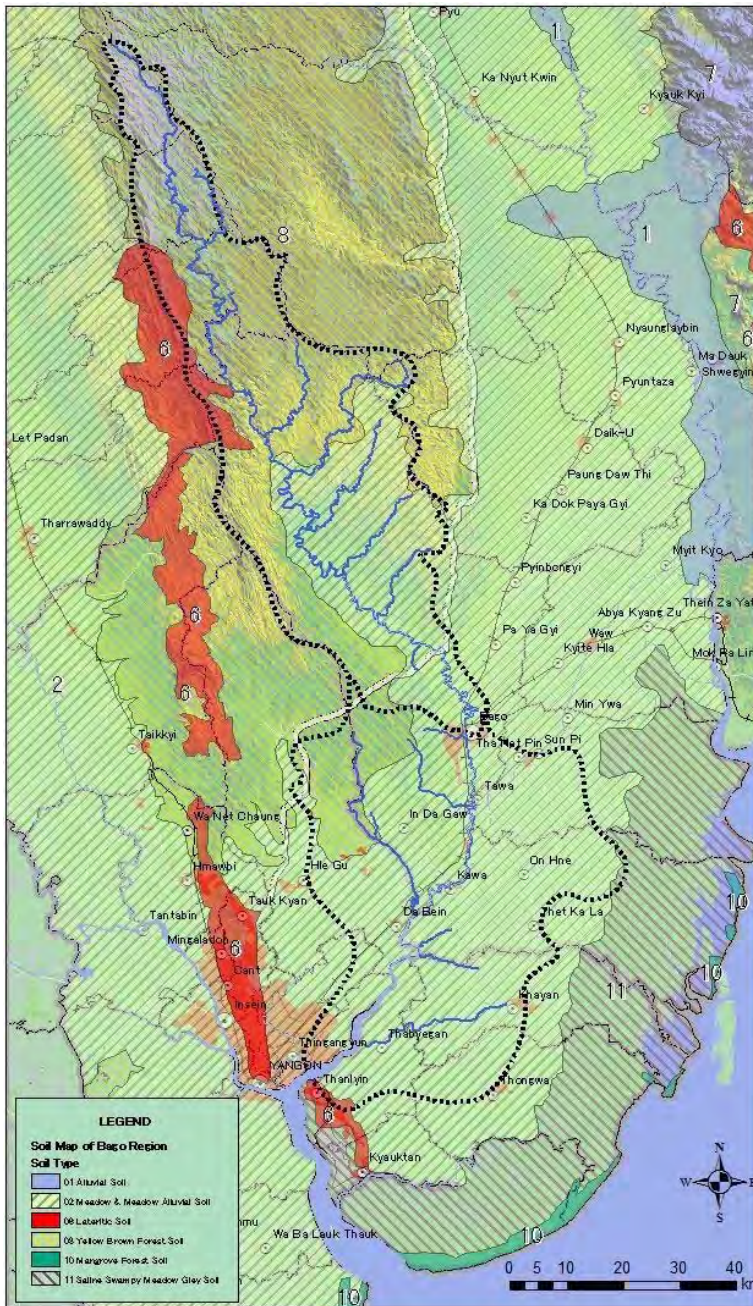 Pyu
1
Ka Nyut Kwin
7
Kyauk Kyi
8
1
6
7
6
Nyaunglaybin
Ma Dauk
Shwegyin
6
Pyuntaza
Let Padan
Daik-U
Paung Daw Thi
Ka Dok Paya Gyi
Tharrawaddy
Myit Kyo
Pyinbongyi
Thein Za Yat
Abya Kyang Zu
6
Waw
Pa Ya Gyi
Kyite Hla
2
6
Min Ywa
Bago
Taikkyi
Tha Nat Pin
Sun Pi
Tawa
Wa Net Chaung
In Da Gaw
Hmawbi
Hle Gu
Kawa
On Hne
10
Tauk Kyan
Tantabin
Da Bein
Thet Ka La
6
Mingaladon
10
Cant
11
Insein
Khayan
Thingangyun
Thabyegan
YANGON
Thanlyin
Thongwa
6
Kyauktan
10
Wa Ba Lauk Thauk
10
LEGEND
Soil Map of Bago Region
Soil Type
01 Alluvial Soil
02 Meadow & Meadow Alluvial Soil
06 Lateritic Soil
08 Yellow Brown Forest Soil
10 Mangrove Forest Soil
11 Saline Swampy Meadow Gley Soil
N
W E
S
0 5 10 20 30 40
km